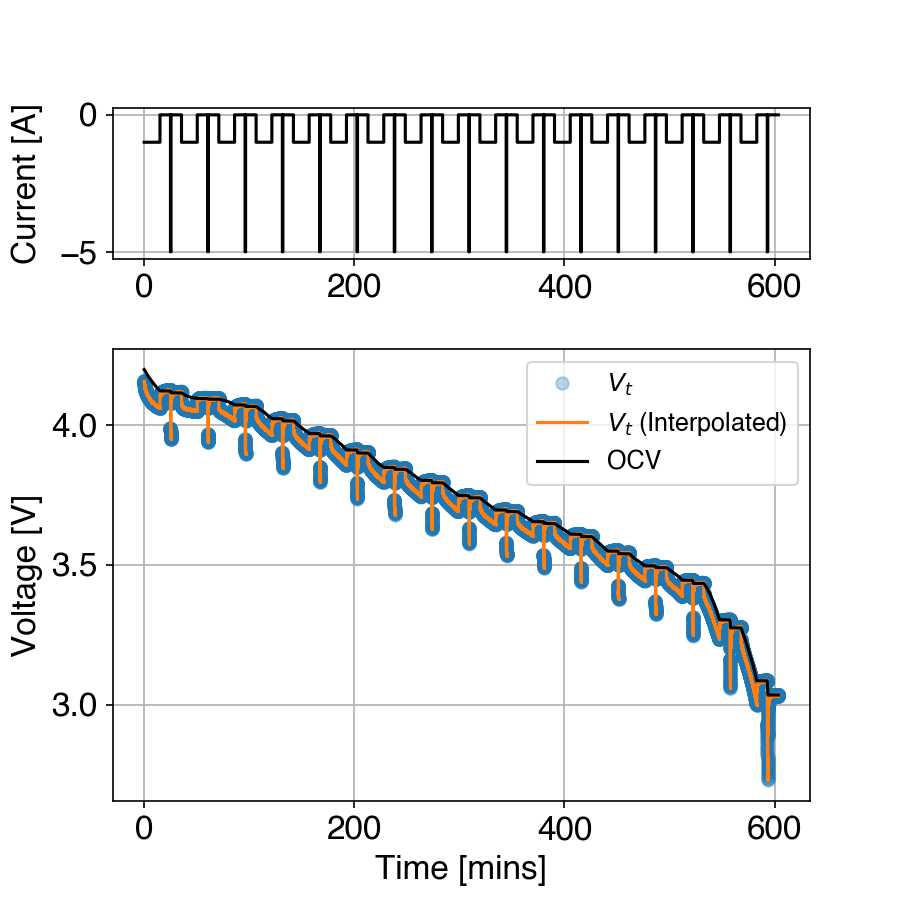 Current [A]
0
−5
0 200 400 600
Voltage [V]
4.0
3.5
3.0
V_t
V_t (Interpolated)
OCV
0 200 400 600
Time [mins]